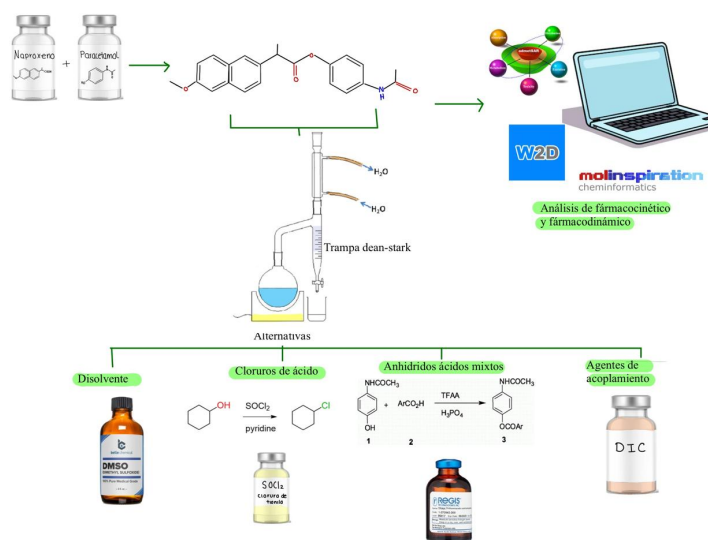 Naproxeno
+
Paracetamol
H₂O
H₂O
Trampa dean-stark
W2D
molinspiration
cheminformatics
Análisis de fármacocinético
y fármacodinámico
Alternativas
Disolvente
Cloruros de ácido
Anhidridos ácidos mixtos
Agentes de
acoplamiento
DMSO
OH
SOCl₂
pyridine
Cl
NHCOCH₃
OH
1
+
ArCO₂H
2
TFAA
H₃PO₄
NHCOCH₃
OCOAr
3
SOCl₂
cloruro de
tionilo
REGIS
DIC